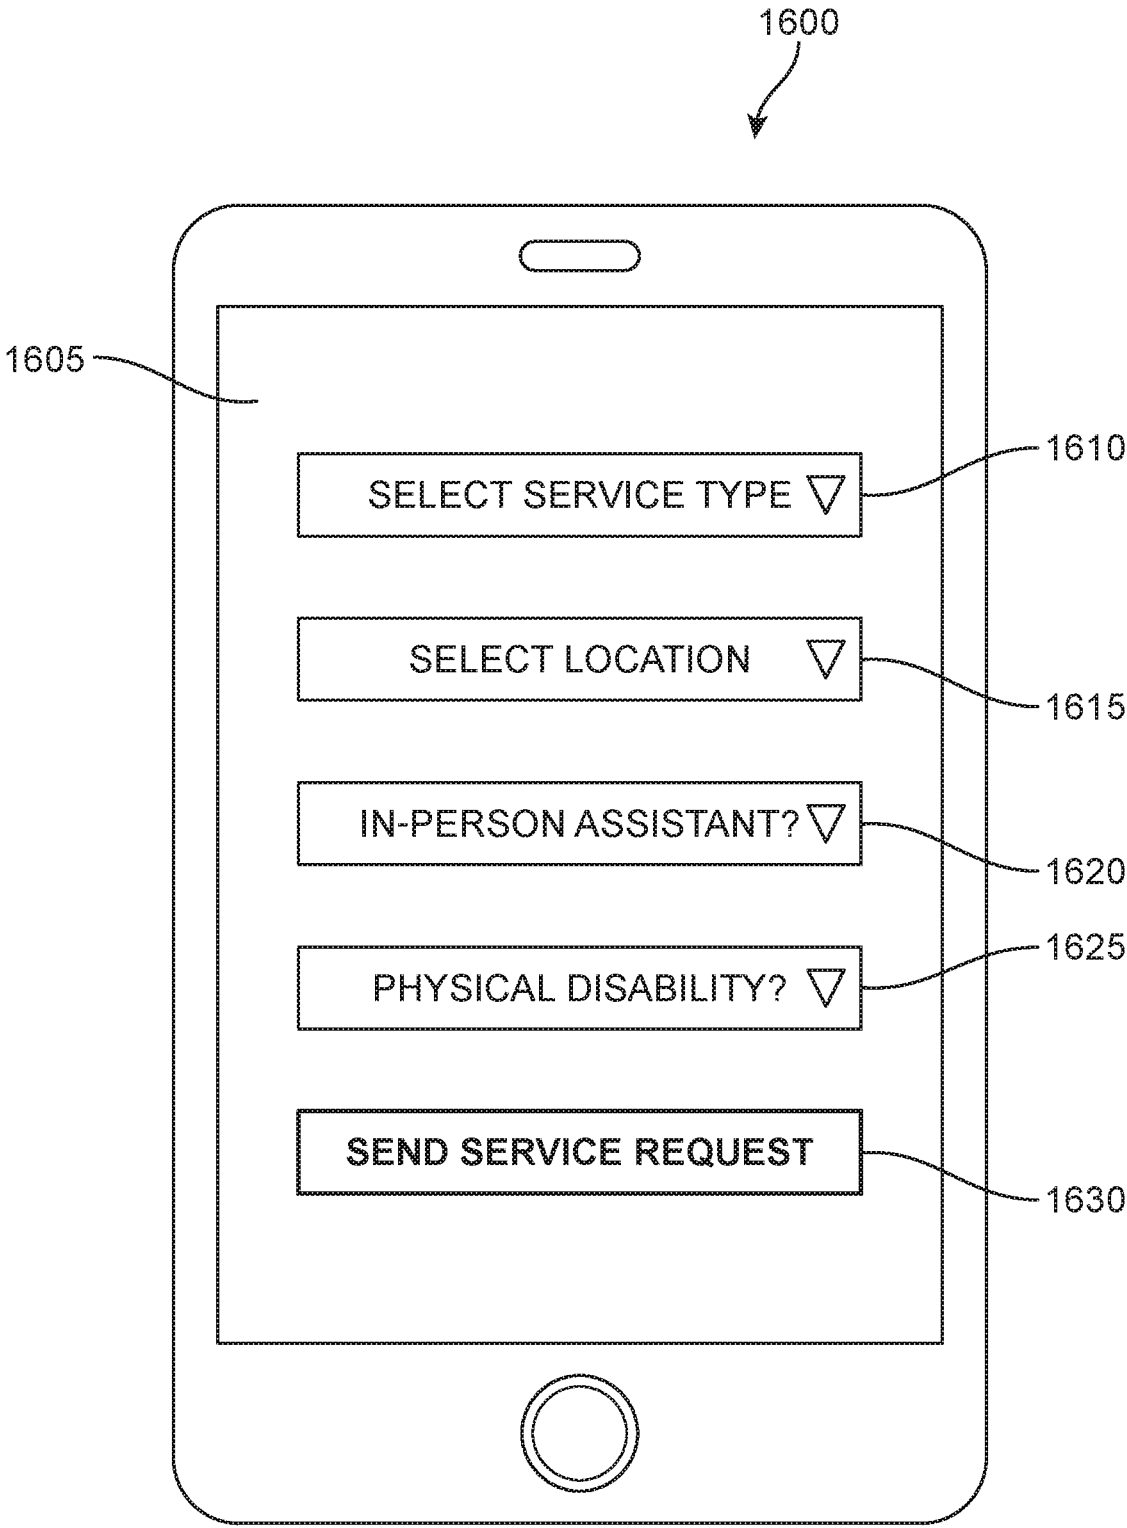 1600
1605
1610
SELECT SERVICE TYPE
SELECT LOCATION
1615
IN-PERSON ASSISTANT?
1620
1625
PHYSICAL DISABILITY?
SEND SERVICE REQUEST
1630